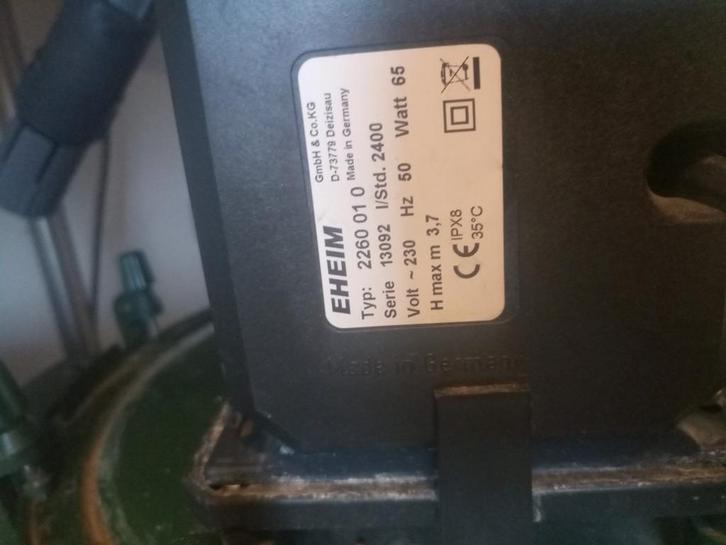 EHEIM
GmbH & Co.KG
D-73779 Deizisau
Made in Germany
Typ: 2260 01 0
Serie 13092 l/Std. 2400
Volt ~ 230 Hz 50 Watt 65
H max m 3,7
CE IPX8
35°C
Made in Germany